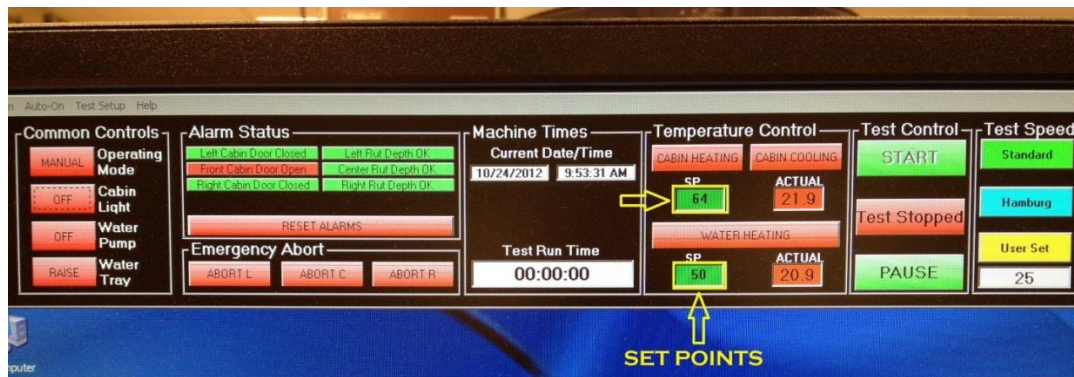 n Auto-On Test Setup Help
Common Controls
MANUAL Operating Mode
OFF Cabin Light
OFF Water Pump
RAISE Water Tray
Alarm Status
Left Cabin Door Closed Left Rut Depth OK
Front Cabin Door Open Center Rut Depth OK
Right Cabin Door Closed Right Rut Depth OK
RESET ALARMS
Emergency Abort
ABORT L ABORT C ABORT R
Machine Times
Current Date/Time
10/24/2012 9:53:31 AM
Test Run Time
00:00:00
Temperature Control
CABIN HEATING CABIN COOLING
SP ACTUAL
64 21.9
WATER HEATING
SP ACTUAL
50 20.9
SET POINTS
Test Control
START
Test Stopped
PAUSE
Test Speed
Standard
Hamburg
User Set
25
mputer